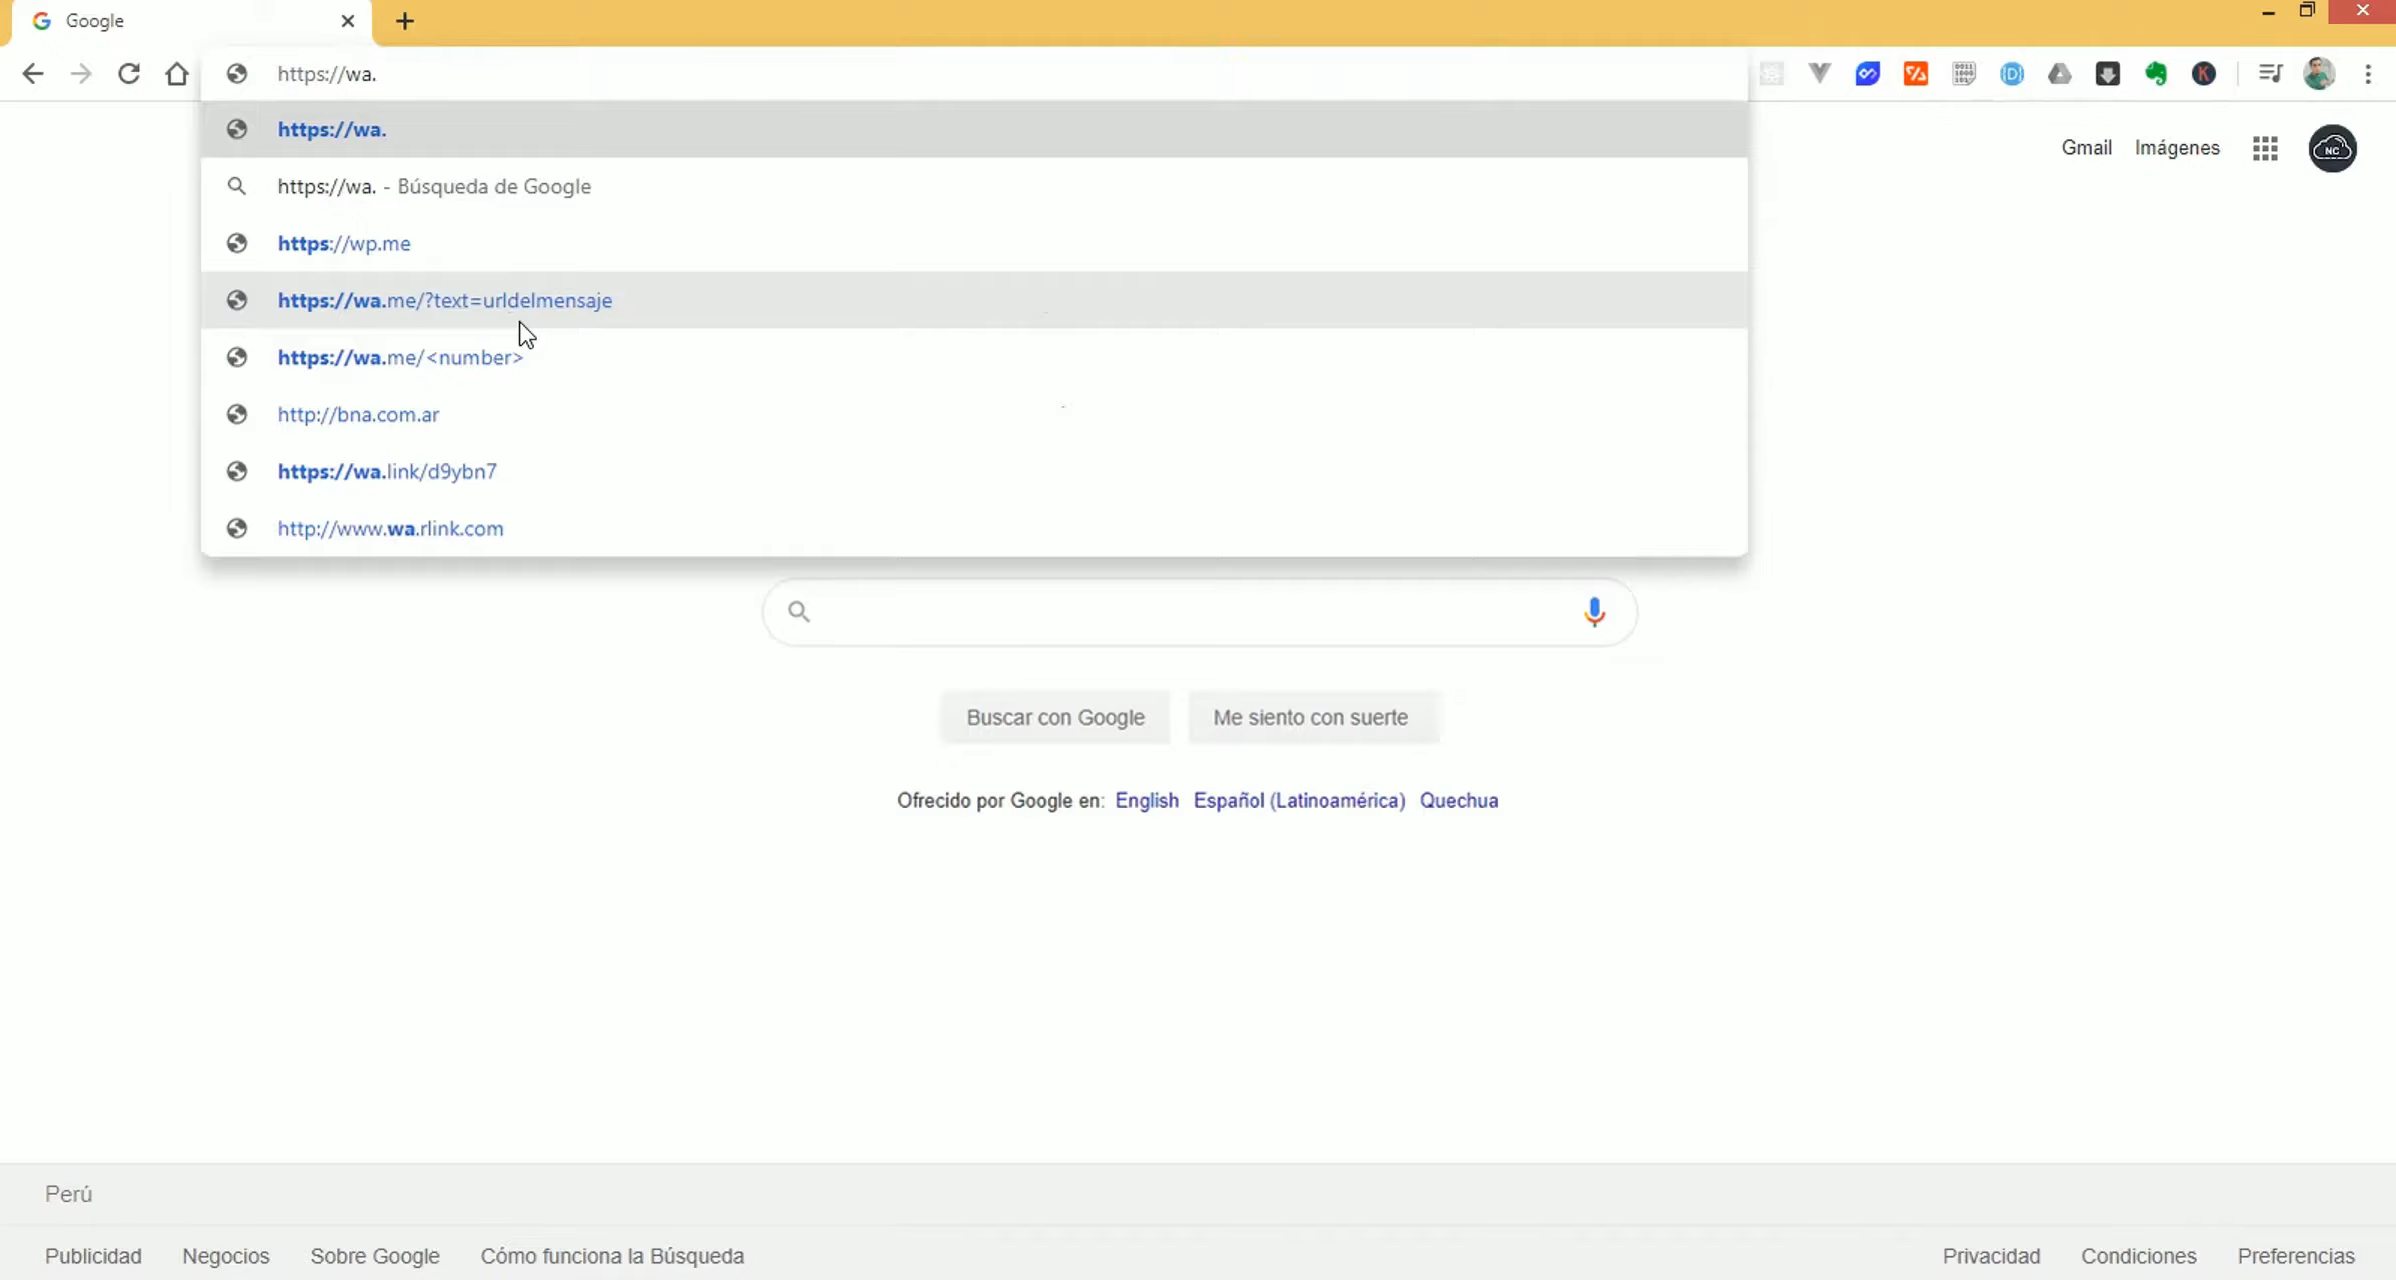 Google
https://wa.
https://wa.
https://wa. - Búsqueda de Google
https://wp.me
https://wa.me/?text=urldelmensaje
https://wa.me/<number>
http://bna.com.ar
https://wa.link/d9ybn7
http://www.wa.rlink.com
Gmail Imágenes
NC
Buscar con Google Me siento con suerte
Ofrecido por Google en: English Español (Latinoamérica) Quechua
Perú
Publicidad Negocios Sobre Google Cómo funciona la Búsqueda Privacidad Condiciones Preferencias